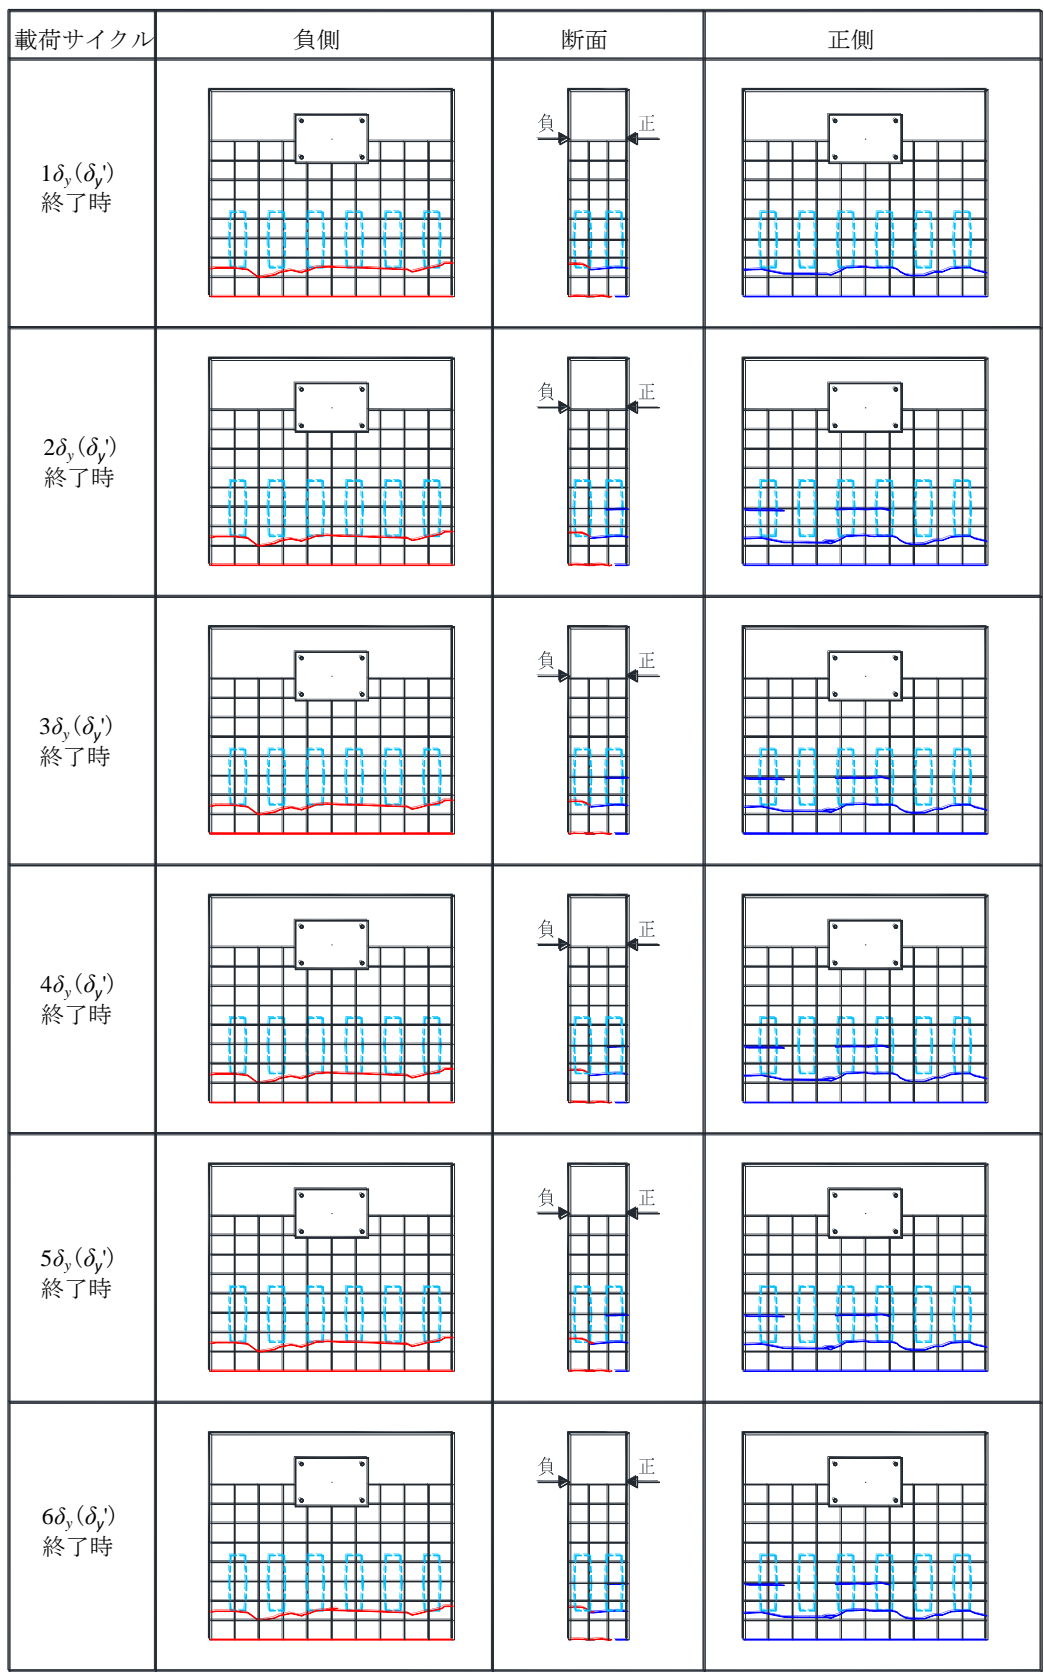 載荷サイクル 負側 断面 正側
1δy(δy')
終了時
負 正
2δy(δy')
終了時
負 正
3δy(δy')
終了時
負 正
4δy(δy')
終了時
負 正
5δy(δy')
終了時
負 正
6δy(δy')
終了時
負 正